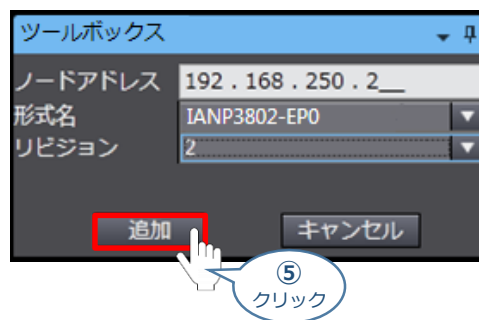 ツールボックス
ノードアドレス 192 . 168 . 250 . 2__
形式名 IANP3802-EP0
リビジョン 2
追加 キャンセル
⑤
クリック